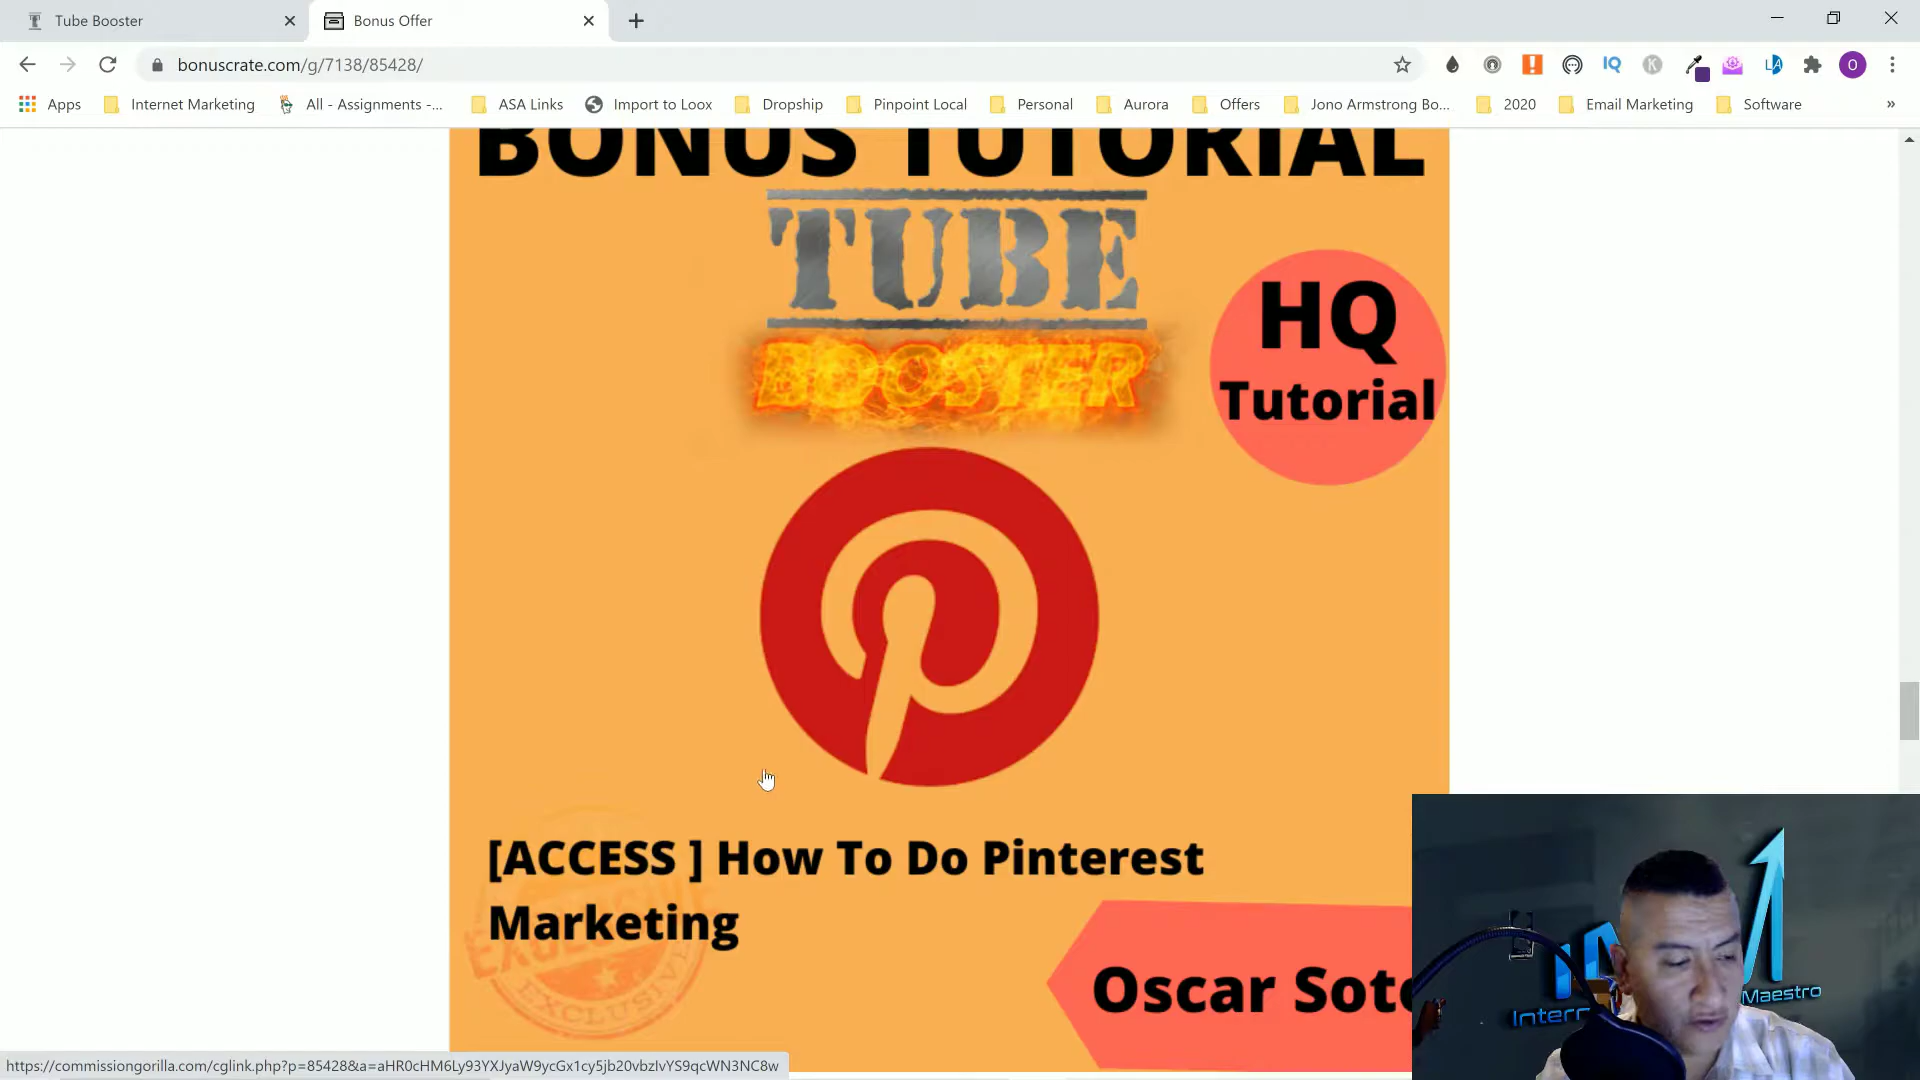 Tube Booster
Bonus Offer
bonuscrate.com/g/7138/85428/
Apps
Internet Marketing
All - Assignments -...
ASA Links
Import to Loox
Dropship
Pinpoint Local
Personal
Aurora
Offers
Jono Armstrong Bo...
2020
Email Marketing
Software
»
BONUS TUTORIAL
TUBE
BOOSTER
HQ
Tutorial
[ACCESS ] How To Do Pinterest
Marketing
EXCLUSIVE
Oscar Soto
Maestro
https://commissiongorilla.com/cglink.php?p=85428&a=aHR0cHM6Ly93YXJyaW9ycGx1cy5jb20vbzIvYS9qcWN3NC8w